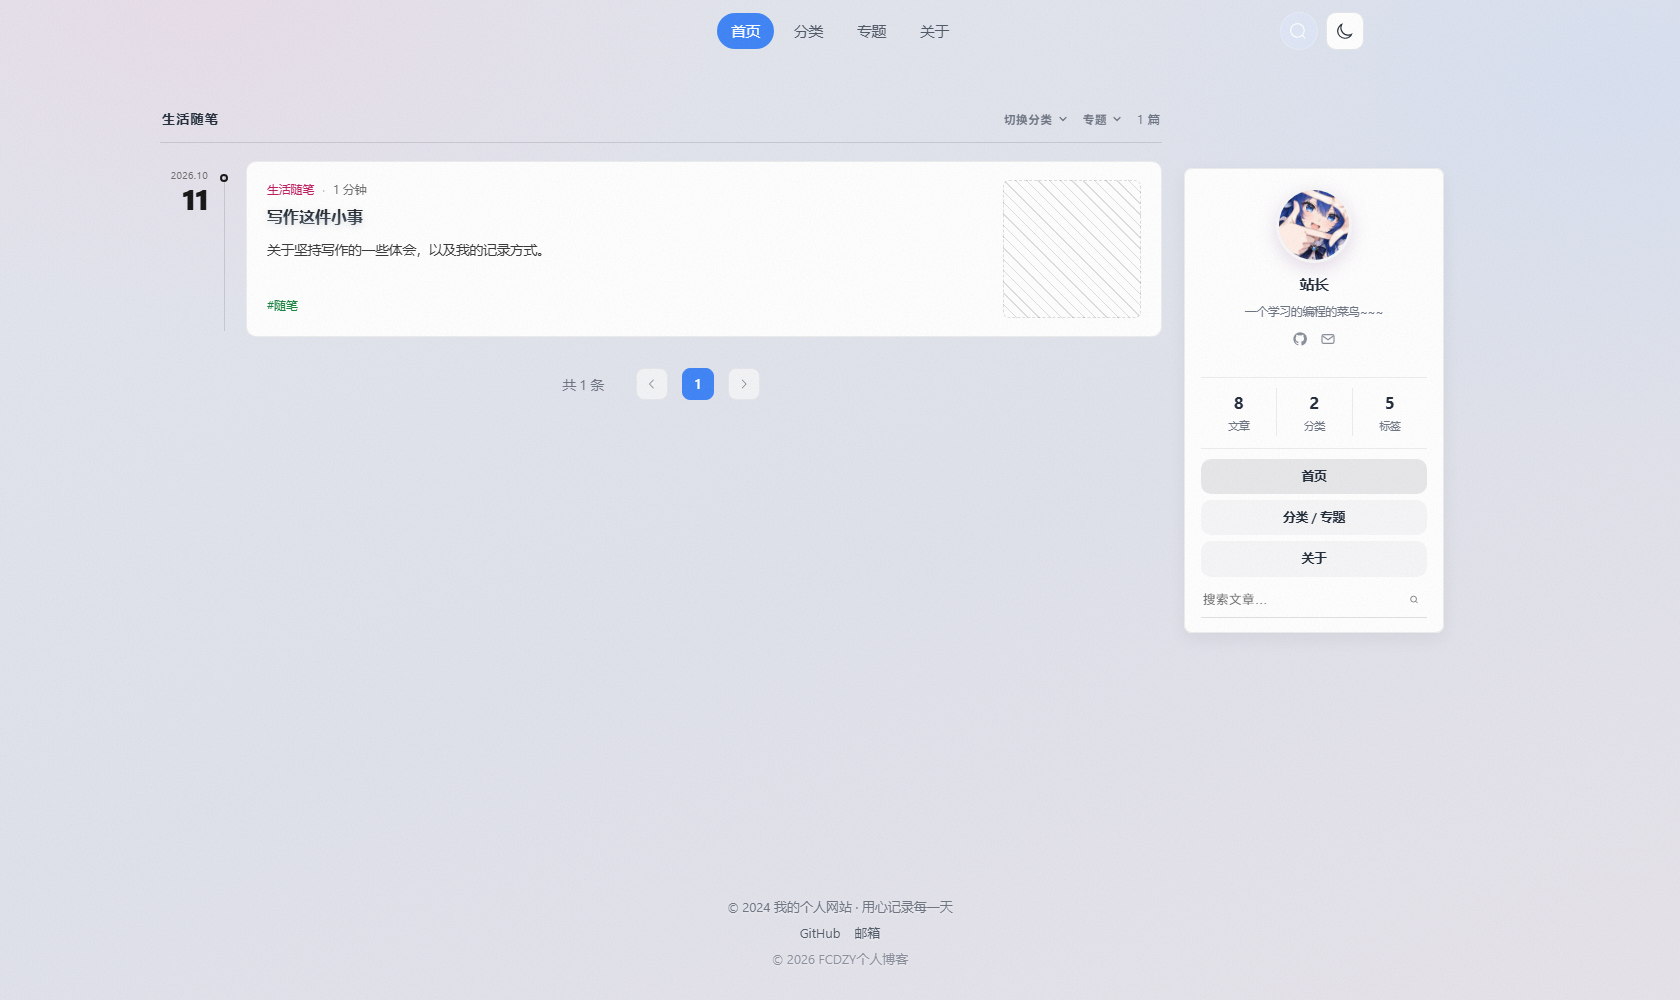 首页 分类 专题 关于
生活随笔 切换分类 专题 1 篇
2026.10
11
生活随笔 · 1 分钟
写作这件小事
关于坚持写作的一些体会，以及我的记录方式。
#随笔
共 1 条 1
站长
一个学习的编程的菜鸟~~~
8 2 5
文章 分类 标签
首页
分类 / 专题
关于
搜索文章...
© 2024 我的个人网站 · 用心记录每一天
GitHub 邮箱
© 2026 FCDZY个人博客